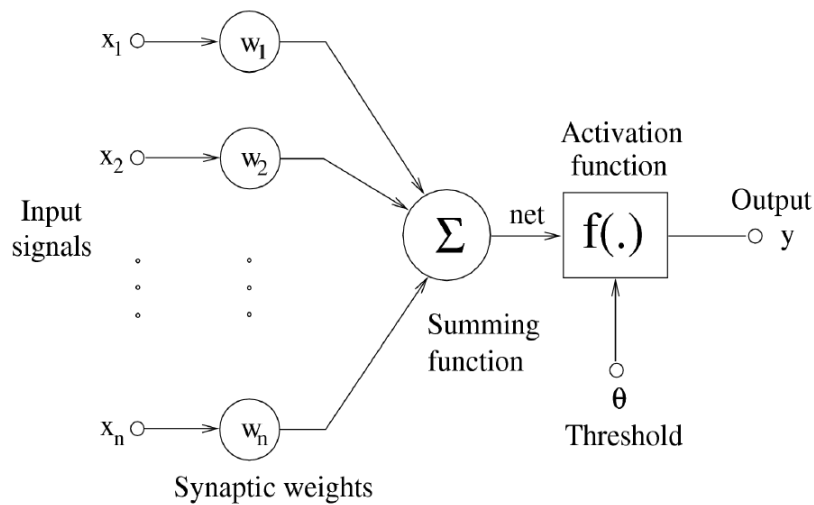 x1
w1
x2
w2
Activation
function
Input
signals
Σ
net
f(.)
Output
y
Summing
function
θ
Threshold
xn
wn
Synaptic weights